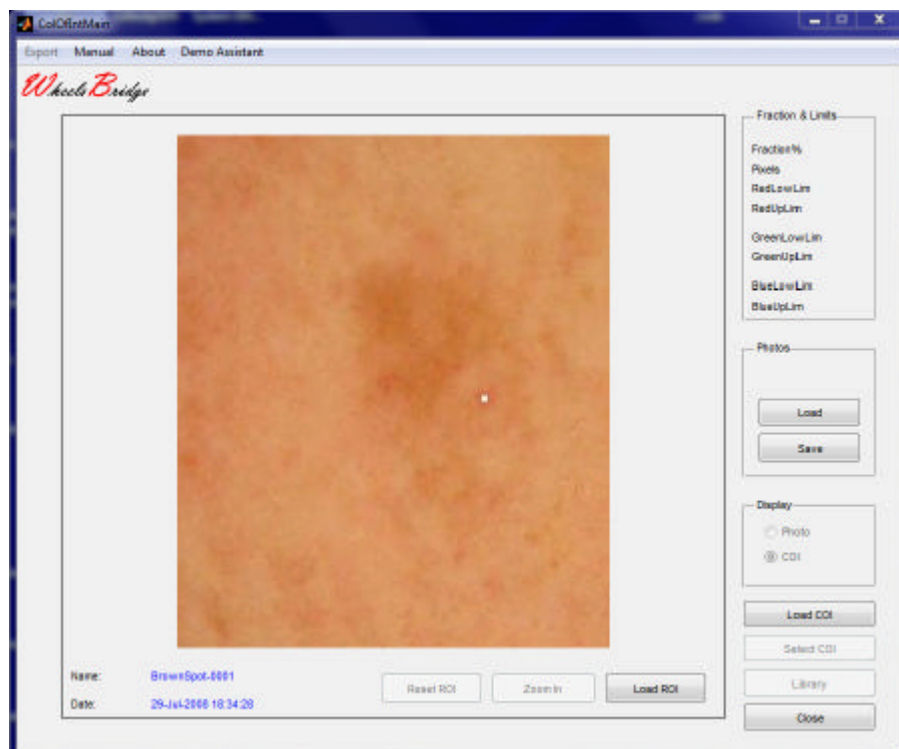 ColOfIntMain
Export Manual About Demo Assistant
WheelsBridge
Fraction & Limits
Fraction%
Pixels
RedLowLim
RedUpLim
GreenLowLim
GreenUpLim
BlueLowLim
BlueUpLim
Photos
Load
Save
Display
Photo
COI
Load COI
Select COI
Library
Close
Name: BrownSpot-0001
Date: 29-Jul-2008 18:34:28
Reset ROI Zoom In Load ROI